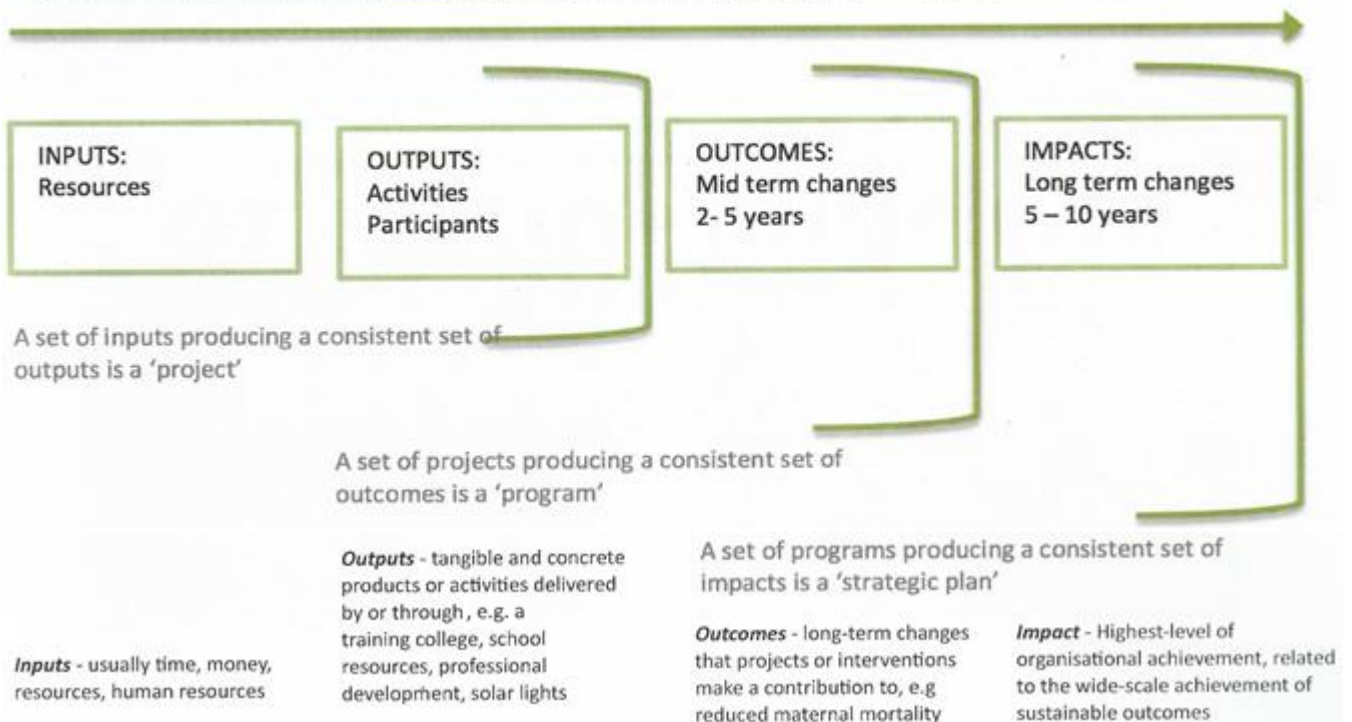 INPUTS:
Resources
OUTPUTS:
Activities
Participants
OUTCOMES:
Mid term changes
2- 5 years
IMPACTS:
Long term changes
5 – 10 years
A set of inputs producing a consistent set of
outputs is a 'project'
A set of projects producing a consistent set of
outcomes is a 'program'
A set of programs producing a consistent set of
impacts is a 'strategic plan'
Inputs - usually time, money,
resources, human resources
Outputs - tangible and concrete
products or activities delivered
by or through, e.g. a
training college, school
resources, professional
development, solar lights
Outcomes - long-term changes
that projects or interventions
make a contribution to, e.g
reduced maternal mortality
Impact - Highest-level of
organisational achievement, related
to the wide-scale achievement of
sustainable outcomes